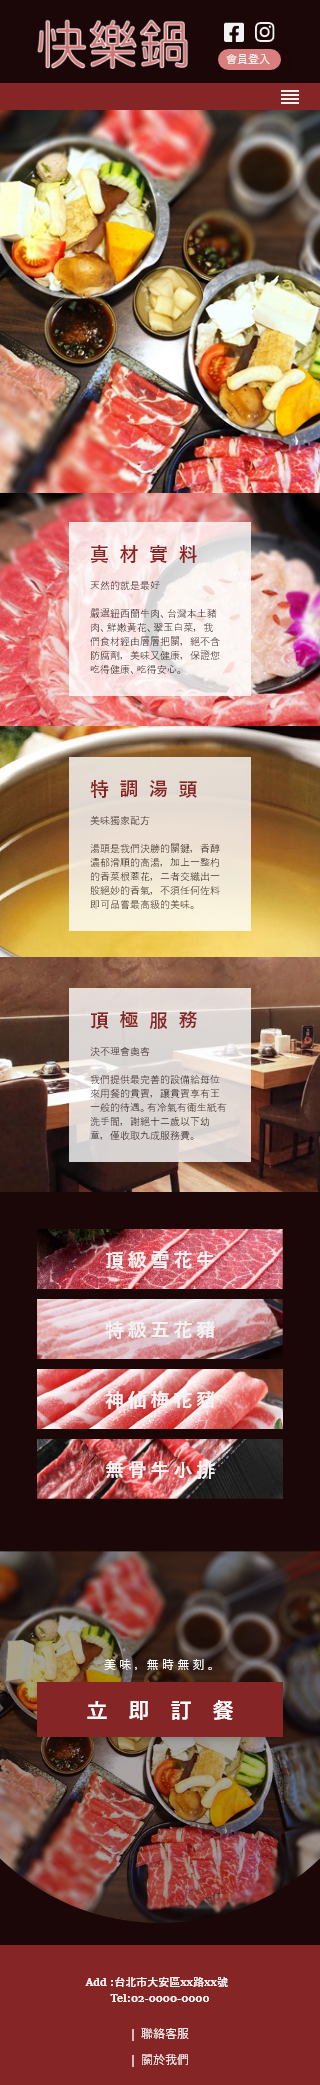 快樂鍋
會員登入
真材實料
天然的就是最好
嚴選紐西蘭牛肉、台灣本土豬
肉、鮮嫩黃花、翠玉白菜，我
們食材經由層層把關，絕不含
防腐劑，美味又健康，保證您
吃得健康、吃得安心。
特調湯頭
美味獨家配方
湯頭是我們決勝的關鍵，香醇
濃郁滑順的高湯，加上一整朽
的香菜根蔥花，二者交織出一
股絕妙的香氣，不須任何佐料
即可品嘗最高級的美味。
頂極服務
決不理會奧客
我們提供最完善的設備給每位
來用餐的貴賓，讓貴賓享有王
一般的待遇。有冷氣有衛生紙有
洗手間，謝絕十二歲以下幼
童，僅收取九成服務費。
頂級雪花牛
特級五花豬
神仙梅花豬
無骨牛小排
美味，無時無刻。
立即訂餐
Add :台北市大安區xx路xx號
Tel:02-0000-0000
| 聯絡客服
| 關於我們